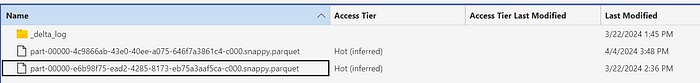 Name Access Tier Access Tier Last Modified Last Modified
_delta_log 3/22/2024 1:45 PM
part-00000-4c9866ab-43e0-40ee-a075-646f7a3861c4-c000.snappy.parquet Hot (inferred) 4/4/2024 3:48 PM
part-00000-e6b98f75-ead2-4285-8173-eb75a3aaf5ca-c000.snappy.parquet Hot (inferred) 3/22/2024 2:36 PM